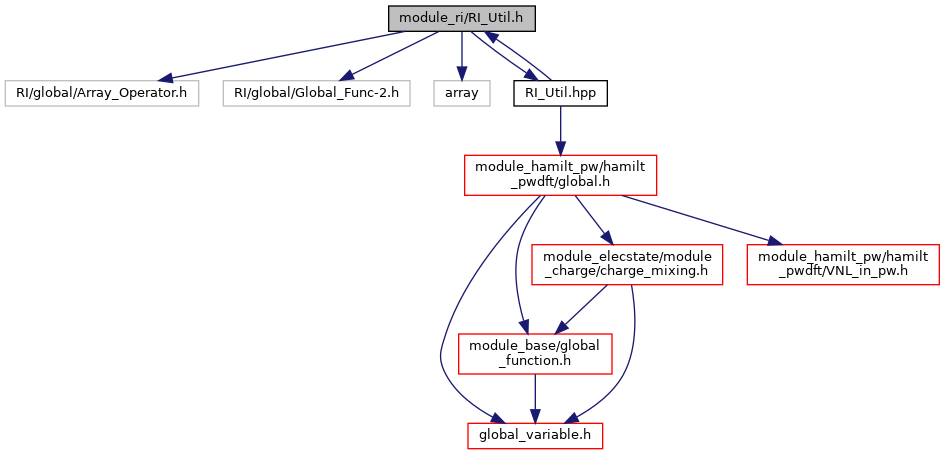 module_ri/RI_Util.h
RI/global/Array_Operator.h
RI/global/Global_Func-2.h
array
RI_Util.hpp
module_hamilt_pw/hamilt
_pwdft/global.h
module_elecstate/module
_charge/charge_mixing.h
module_hamilt_pw/hamilt
_pwdft/VNL_in_pw.h
module_base/global
_function.h
global_variable.h